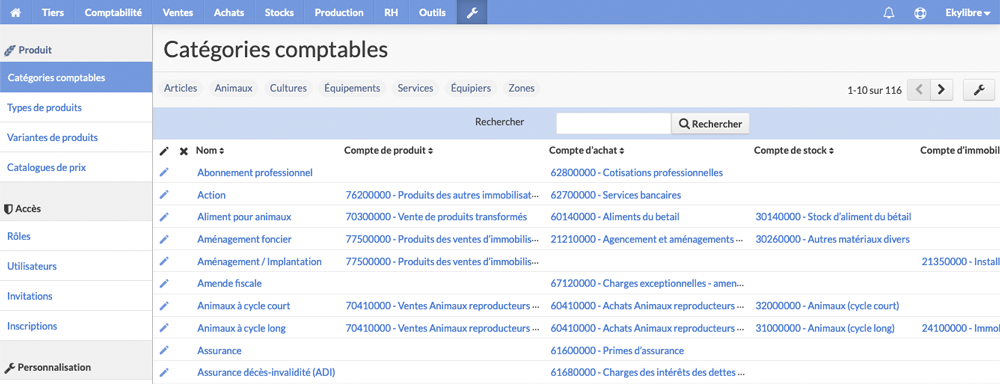 Tiers Comptabilité Ventes Achats Stocks Production RH Outils Ekylibre
Produit
Catégories comptables
Types de produits
Variantes de produits
Catalogues de prix
Accès
Rôles
Utilisateurs
Invitations
Inscriptions
Personnalisation
Catégories comptables
Articles Animaux Cultures Équipements Services Équipiers Zones 1-10 sur 116
Rechercher Rechercher
Nom Compte de produit Compte d'achat Compte de stock Compte d'immobil
Abonnement professionnel 62800000 - Cotisations professionnelles
Action 76200000 - Produits des autres immobilisat… 62700000 - Services bancaires
Aliment pour animaux 70300000 - Vente de produits transformés 60140000 - Aliments du betail 30140000 - Stock d'aliment du bétail
Aménagement foncier 77500000 - Produits des ventes d'immobilis… 21210000 - Agencement et aménagements … 30260000 - Autres matériaux divers
Aménagement / Implantation 77500000 - Produits des ventes d'immobilis… 21350000 - Install
Amende fiscale 67120000 - Charges exceptionnelles - amen…
Animaux à cycle court 70410000 - Ventes Animaux reproducteurs … 60410000 - Achats Animaux reproducteurs … 32000000 - Animaux (cycle court)
Animaux à cycle long 70410000 - Ventes Animaux reproducteurs … 60410000 - Achats Animaux reproducteurs … 31000000 - Animaux (cycle long) 24100000 - Immol
Assurance 61600000 - Primes d'assurance
Assurance décès-invalidité (ADI) 61680000 - Charges des intérêts des dettes …